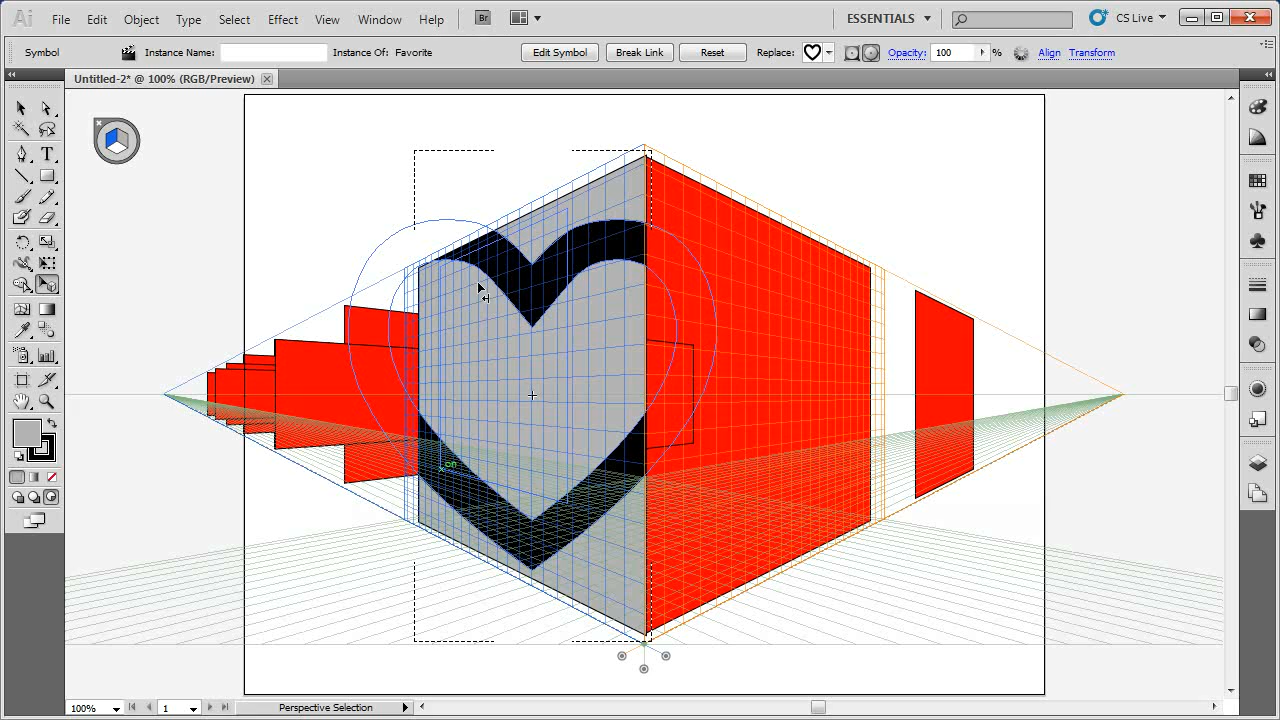 Ai File Edit Object Type Select Effect View Window Help Br ESSENTIALS CS Live
Symbol Instance Name: Instance Of: Favorite Edit Symbol Break Link Reset Replace: Opacity: 100 % Align Transform
Untitled-2* @ 100% (RGB/Preview)
T
on
100% 1 Perspective Selection